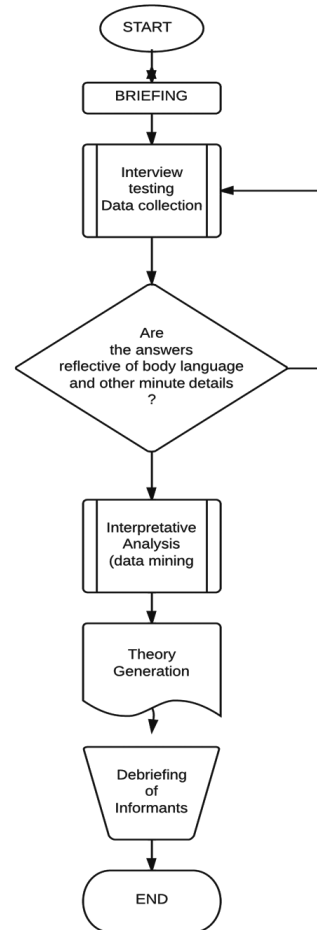 START
BRIEFING
Interview
testing
Data collection
Are
the answers
reflective of body language
and other minute details
?
Interpretative
Analysis
(data mining
Theory
Generation
Debriefing
of
Informants
END